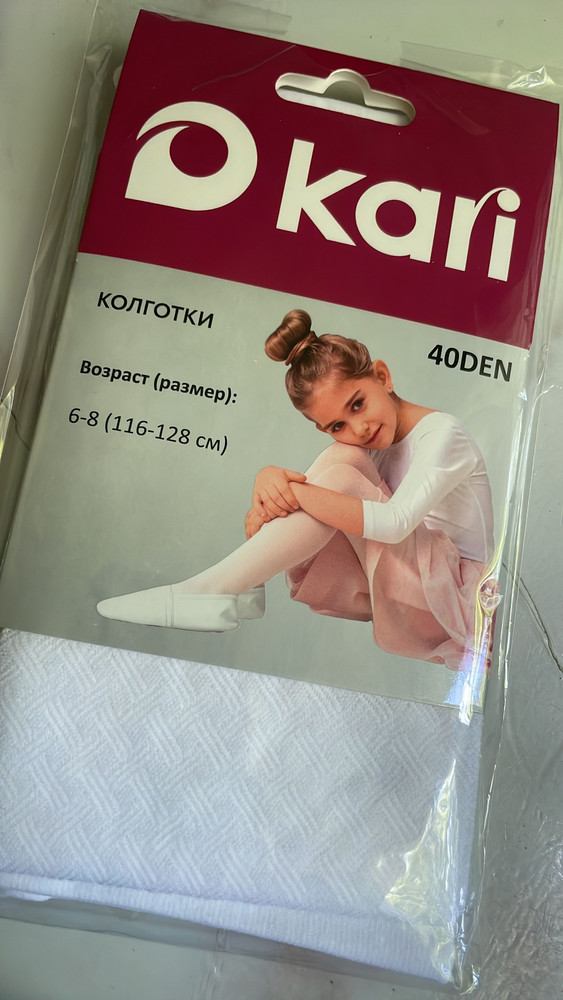 kari
КОЛГОТКИ
40DEN
Возраст (размер):
6-8 (116-128 см)